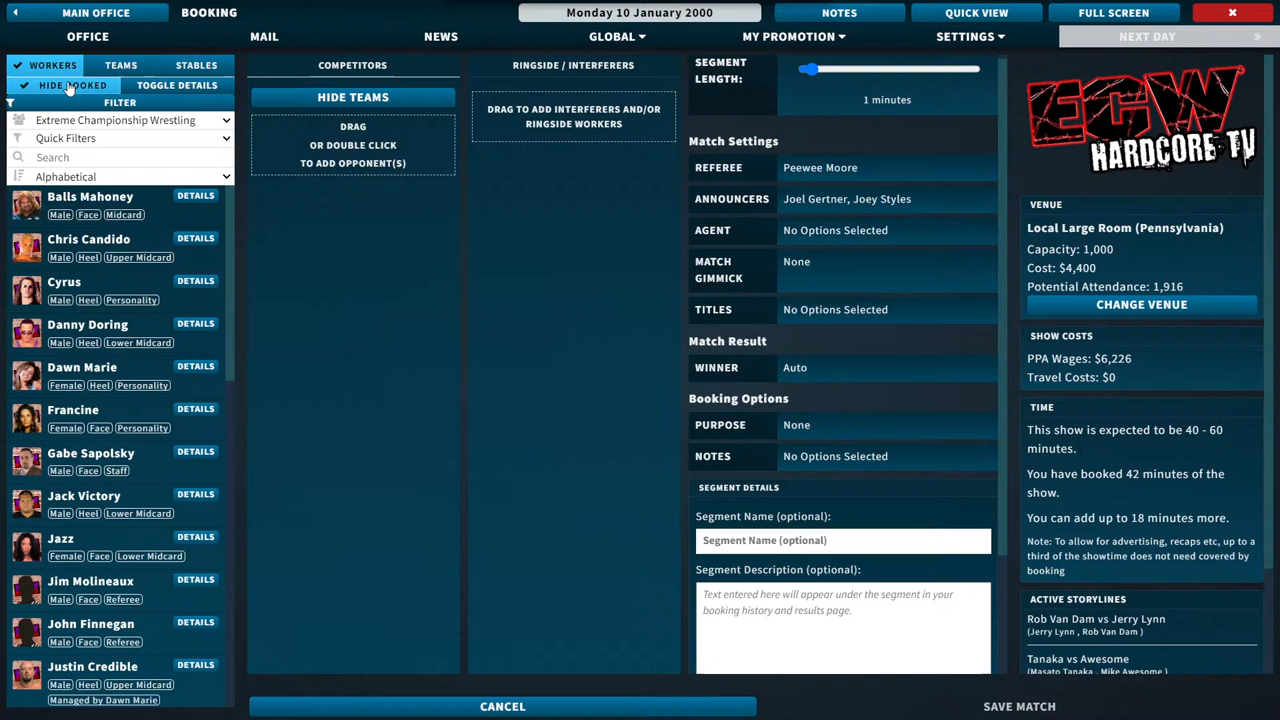 MAIN OFFICE
BOOKING
Monday 10 January 2000
NOTES
QUICK VIEW
FULL SCREEN
OFFICE
MAIL
NEWS
GLOBAL
MY PROMOTION
SETTINGS
NEXT DAY
WORKERS
TEAMS
STABLES
HIDE BOOKED
TOGGLE DETAILS
FILTER
Extreme Championship Wrestling
Quick Filters
Search
Alphabetical
Balls Mahoney
DETAILS
Male Face Midcard
Chris Candido
DETAILS
Male Heel Upper Midcard
Cyrus
DETAILS
Male Heel Personality
Danny Doring
DETAILS
Male Heel Lower Midcard
Dawn Marie
DETAILS
Female Heel Personality
Francine
DETAILS
Female Face Personality
Gabe Sapolsky
DETAILS
Male Face Staff
Jack Victory
DETAILS
Male Heel Lower Midcard
Jazz
DETAILS
Female Face Lower Midcard
Jim Molineaux
DETAILS
Male Face Referee
John Finnegan
DETAILS
Male Face Referee
Justin Credible
DETAILS
Male Heel Upper Midcard
Managed by Dawn Marie
COMPETITORS
HIDE TEAMS
DRAG
OR DOUBLE CLICK
TO ADD OPPONENT(S)
RINGSIDE / INTERFERERS
DRAG TO ADD INTERFERERS AND/OR
RINGSIDE WORKERS
SEGMENT
LENGTH:
1 minutes
Match Settings
REFEREE
Peewee Moore
ANNOUNCERS
Joel Gertner, Joey Styles
AGENT
No Options Selected
MATCH
GIMMICK
None
TITLES
No Options Selected
Match Result
WINNER
Auto
Booking Options
PURPOSE
None
NOTES
No Options Selected
SEGMENT DETAILS
Segment Name (optional):
Segment Name (optional)
Segment Description (optional):
Text entered here will appear under the segment in your
booking history and results page.
CANCEL
SAVE MATCH
ECW
HARDCORE TV
VENUE
Local Large Room (Pennsylvania)
Capacity: 1,000
Cost: $4,400
Potential Attendance: 1,916
CHANGE VENUE
SHOW COSTS
PPA Wages: $6,226
Travel Costs: $0
TIME
This show is expected to be 40 - 60
minutes.
You have booked 42 minutes of the
show.
You can add up to 18 minutes more.
Note: To allow for advertising, recaps etc, up to a
third of the showtime does not need covered by
booking
ACTIVE STORYLINES
Rob Van Dam vs Jerry Lynn
(Jerry Lynn , Rob Van Dam )
Tanaka vs Awesome
(Masato Tanaka , Mike Awesome )